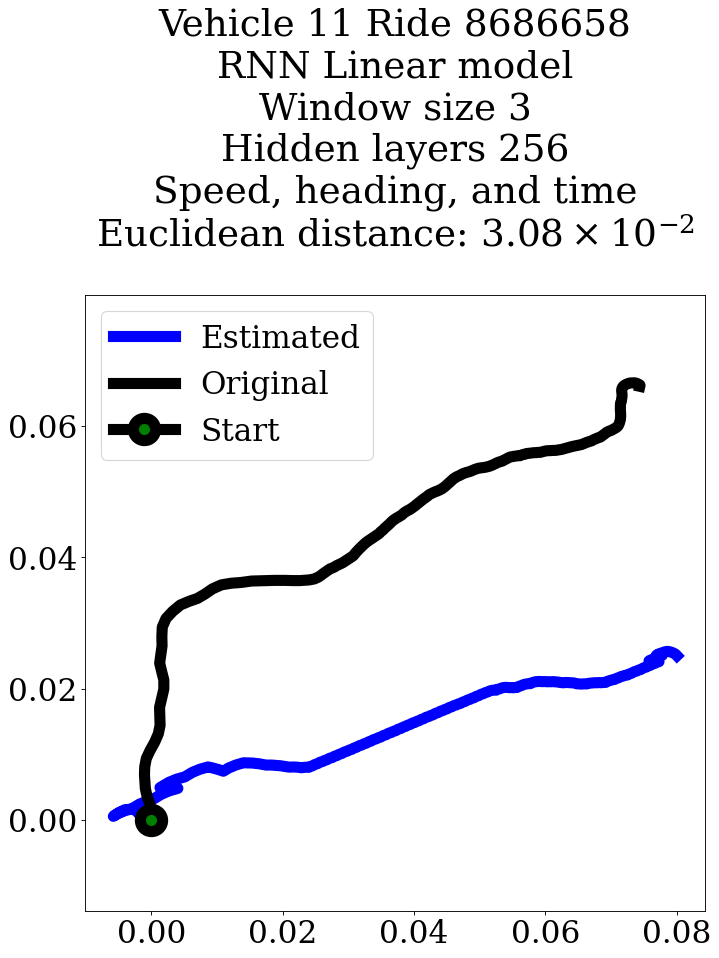 Vehicle 11 Ride 8686658
RNN Linear model
Window size 3
Hidden layers 256
Speed, heading, and time
Euclidean distance: 3.08 × 10⁻²
Estimated
Original
Start
0.06
0.04
0.02
0.00
0.00 0.02 0.04 0.06 0.08